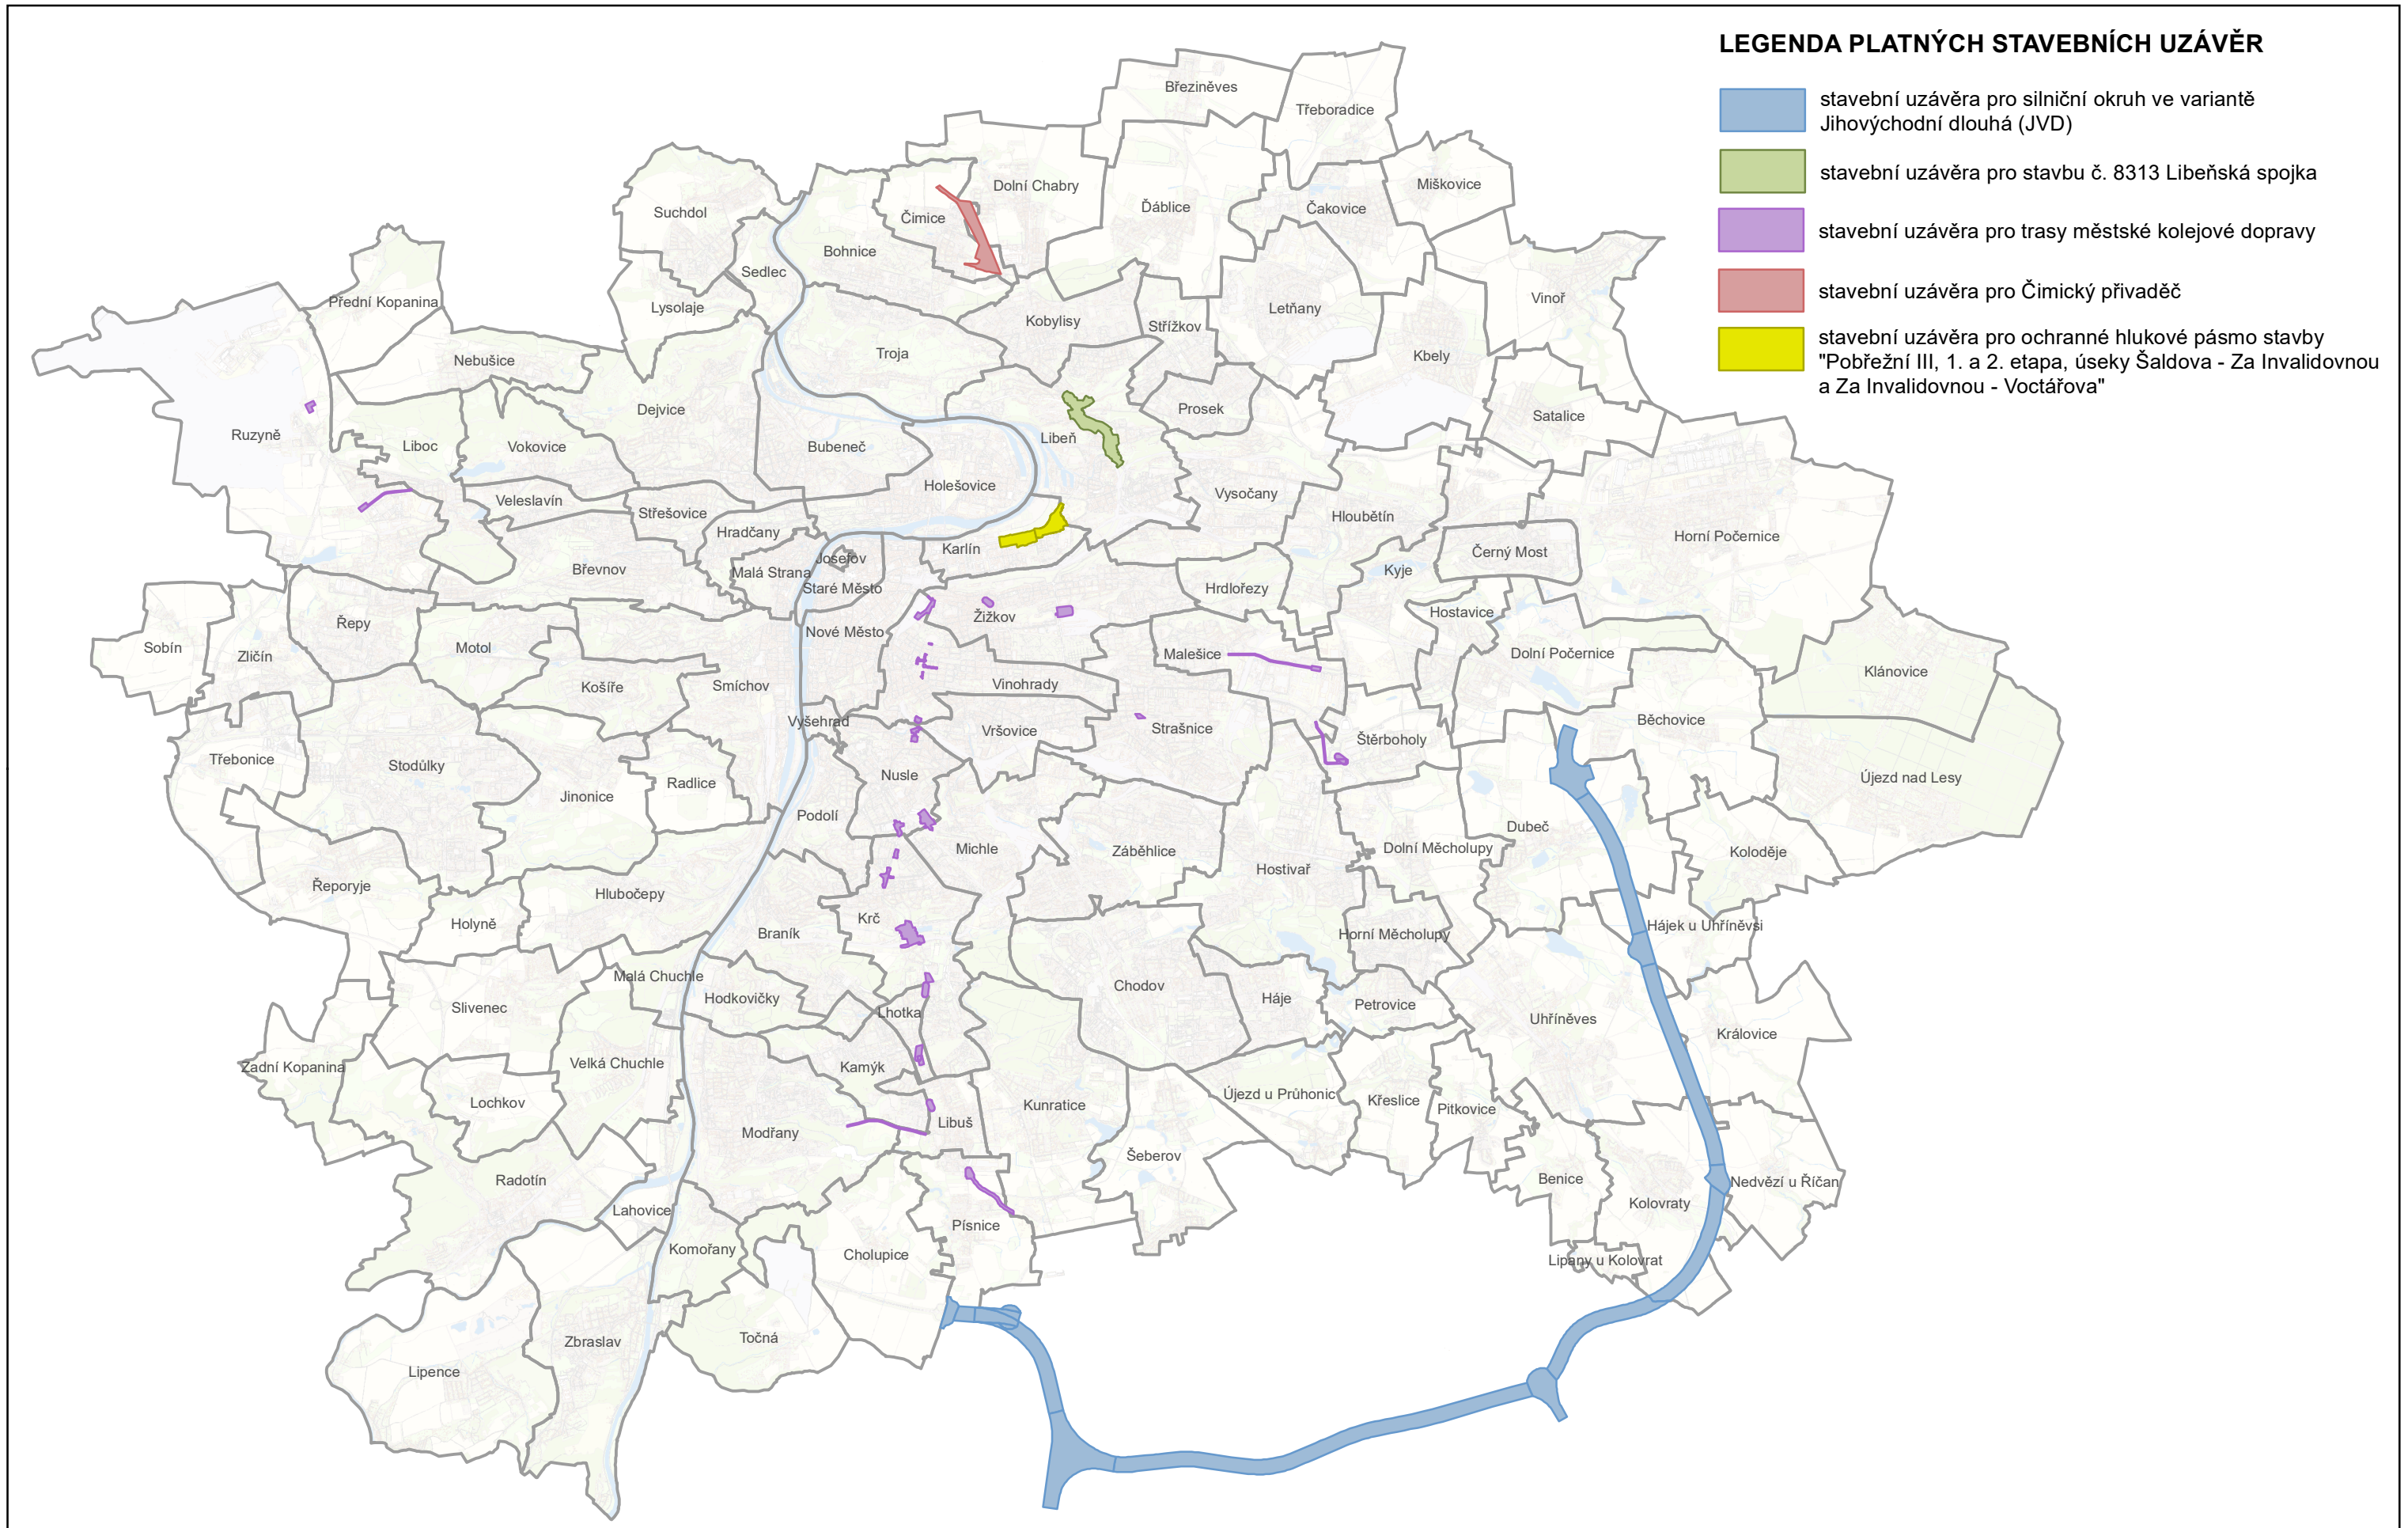 LEGENDA PLATNÝCH STAVEBNÍCH UZÁVĚR
stavební uzávěra pro silniční okruh ve variantě
Jihovýchodní dlouhá (JVD)
stavební uzávěra pro stavbu č. 8313 Libeňská spojka
stavební uzávěra pro trasy městské kolejové dopravy
stavební uzávěra pro Čimický přivaděč
stavební uzávěra pro ochranné hlukové pásmo stavby
"Pobřežní III, 1. a 2. etapa, úseky Šaldova - Za Invalidovnou
a Za Invalidovnou - Voctářova"
Březiněves
Třeboradice
Miškovice
Dolní Chabry
Suchdol
Čimice
Ďáblice
Čakovice
Bohnice
Sedlec
Přední Kopanina
Lysolaje
Vinoř
Letňany
Kobylisy
Střížkov
Troja
Kbely
Nebušice
Dejvice
Prosek
Satalice
Ruzyně
Liboc
Vokovice
Bubeneč
Libeň
Holešovice
Vysočany
Veleslavín
Střešovice
Hloubětín
Hradčany
Horní Počernice
Karlín
Černý Most
Josefov
Břevnov
Malá Strana
Kyje
Staré Město
Hrdlořezy
Hostavice
Žižkov
Řepy
Nové Město
Sobín
Zličín
Motol
Malešice
Dolní Počernice
Klánovice
Košíře
Smíchov
Vinohrady
Vyšehrad
Běchovice
Vršovice
Strašnice
Štěrboholy
Třebonice
Stodůlky
Nusle
Újezd nad Lesy
Radlice
Jinonice
Podolí
Dubeč
Michle
Záběhlice
Dolní Měcholupy
Koloděje
Hostivař
Řeporyje
Hlubočepy
Krč
Holyně
Braník
Horní Měcholupy
Hájek u Uhříněvsi
Malá Chuchle
Chodov
Hodkovičky
Háje
Petrovice
Slivenec
Lhotka
Uhříněves
Královice
Zadní Kopanina
Velká Chuchle
Kamýk
Lochkov
Kunratice
Újezd u Průhonic
Křeslice
Pitkovice
Modřany
Libuš
Šeberov
Radotín
Benice
Nedvězí u Říčan
Kolovraty
Lahovice
Písnice
Komořany
Cholupice
Lipany u Kolovrat
Zbraslav
Točná
Lipence